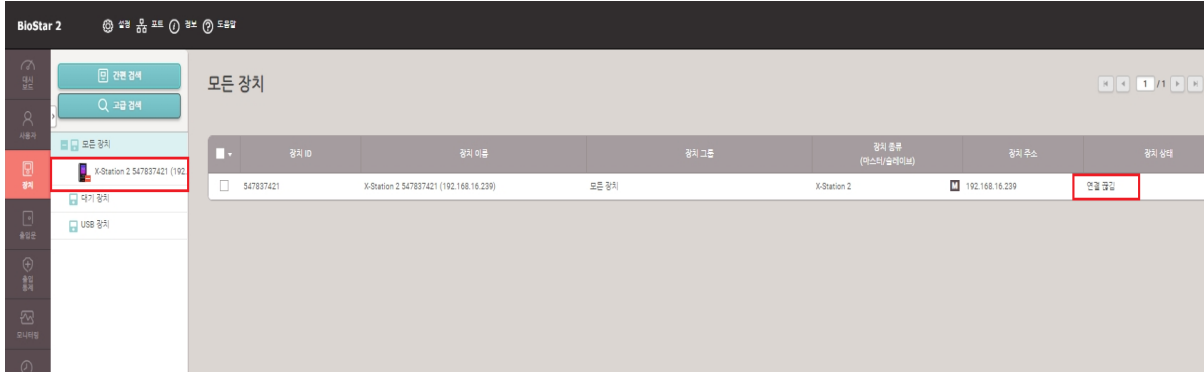 BioStar 2
설정 포트 정보 도움말
대시
보드
사용자
장치
출입문
출입
통제
모니터링
간편 검색
고급 검색
모든 장치
X-Station 2 547837421 (192.
대기 장치
USB 장치
모든 장치
1 / 1
장치 ID 장치 이름 장치 그룹 장치 종류 (마스터/슬레이브) 장치 주소 장치 상태
547837421 X-Station 2 547837421 (192.168.16.239) 모든 장치 X-Station 2 M 192.168.16.239 연결 끊김